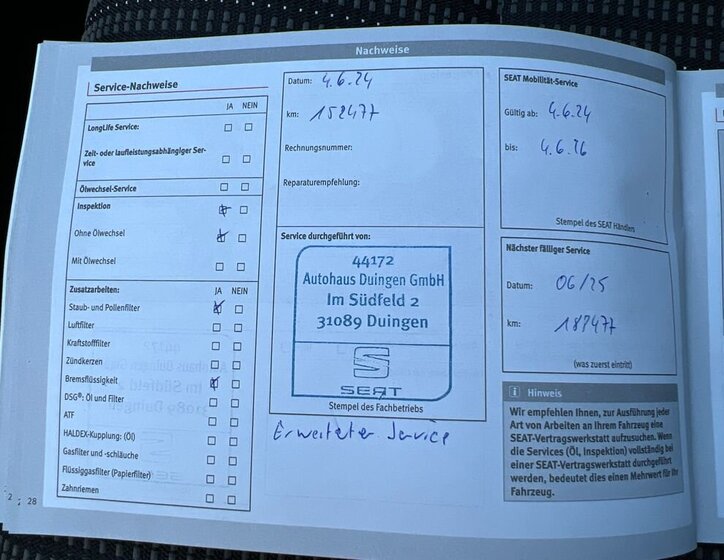 Nachweise
Service-Nachweise
JA NEIN
LongLife Service:
Zeit- oder laufleistungsabhängiger Ser-
vice
Ölwechsel-Service
Inspektion
Ohne Ölwechsel
Mit Ölwechsel
Zusatzarbeiten: JA NEIN
Staub- und Pollenfilter
Luftfilter
Kraftstofffilter
Zündkerzen
Bremsflüssigkeit
DSG®: Öl und Filter
ATF
HALDEX-Kupplung: (Öl)
Gasfilter und -schläuche
Flüssiggasfilter (Papierfilter)
Zahnriemen
28
Datum: 4.6.24
km: 152477
Rechnungsnummer:
Reparaturempfehlung:
Service durchgeführt von:
44172
Autohaus Duingen GmbH
Im Südfeld 2
31089 Duingen
SEAT
Stempel des Fachbetriebs
Erweiteter Service
SEAT Mobilität-Service
Gültig ab: 4.6.24
bis: 4.6.26
Stempel des SEAT Händlers
Nächster fälliger Service
Datum: 06/25
km: 182477
(was zuerst eintritt)
i Hinweis
Wir empfehlen Ihnen, zur Ausführung jeder
Art von Arbeiten an Ihrem Fahrzeug eine
SEAT-Vertragswerkstatt aufzusuchen. Wenn
die Services (Öl, Inspektion) vollständig bei
einer SEAT-Vertragswerkstatt durchgeführt
werden, bedeutet dies einen Mehrwert für Ihr
Fahrzeug.